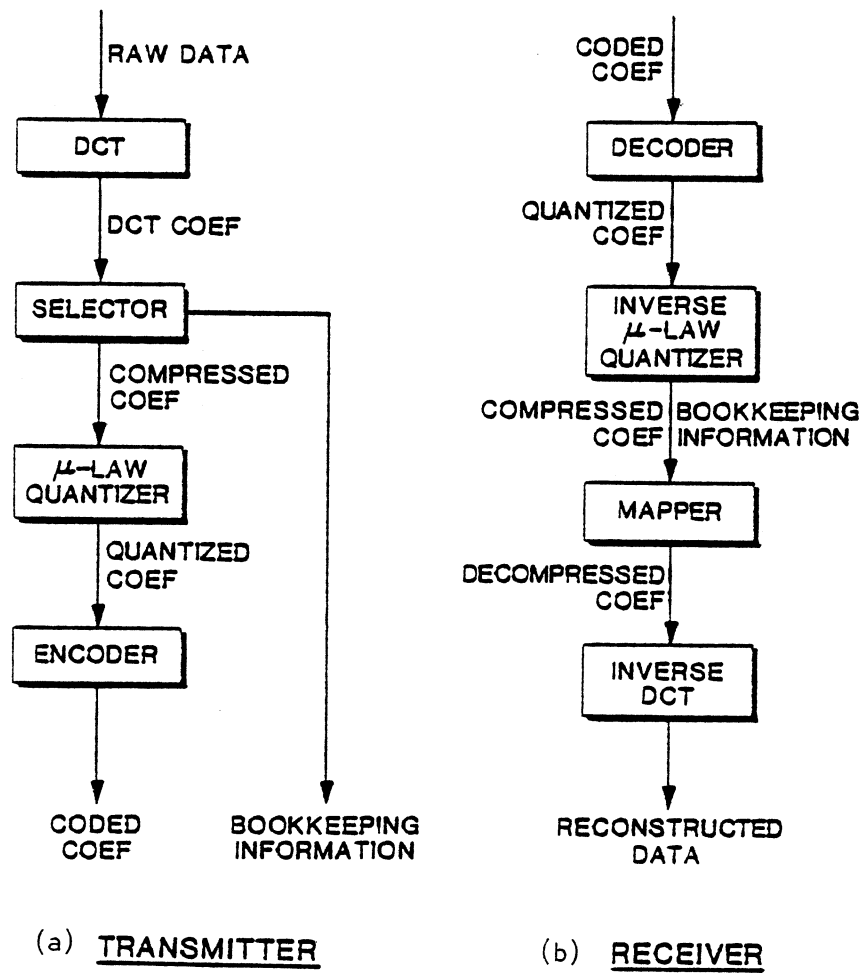 RAW DATA
DCT
DCT COEF
SELECTOR
COMPRESSED
COEF
μ-LAW
QUANTIZER
QUANTIZED
COEF
ENCODER
CODED
COEF
BOOKKEEPING
INFORMATION
(a) TRANSMITTER
CODED
COEF
DECODER
QUANTIZED
COEF
INVERSE
μ-LAW
QUANTIZER
COMPRESSED
COEF
BOOKKEEPING
INFORMATION
MAPPER
DECOMPRESSED
COEF
INVERSE
DCT
RECONSTRUCTED
DATA
(b) RECEIVER